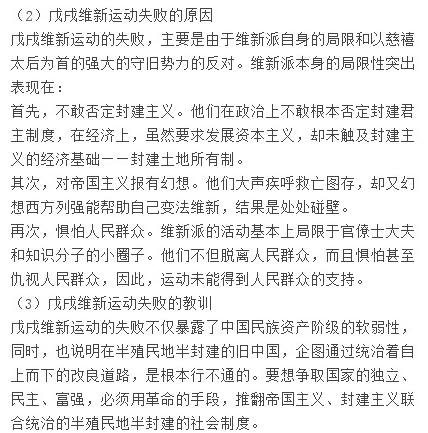 （2）戊戌维新运动失败的原因
戊戌维新运动的失败，主要是由于维新派自身的局限和以慈禧
太后为首的强大的守旧势力的反对。维新派本身的局限性突出
表现在：
首先，不敢否定封建主义。他们在政治上不敢根本否定封建君
主制度，在经济上，虽然要求发展资本主义，却未触及封建主
义的经济基础——封建土地所有制。
其次，对帝国主义报有幻想。他们大声疾呼救亡图存，却又幻
想西方列强能帮助自己变法维新，结果是处处碰壁。
再次，惧怕人民群众。维新派的活动基本上局限于官僚士大夫
和知识分子的小圈子。他们不但脱离人民群众，而且惧怕甚至
仇视人民群众，因此，运动未能得到人民群众的支持。
（3）戊戌维新运动失败的教训
戊戌维新运动的失败不仅暴露了中国民族资产阶级的软弱性，
同时，也说明在半殖民地半封建的旧中国，企图通过统治着自
上而下的改良道路，是根本行不通的。要想争取国家的独立、
民主、富强，必须用革命的手段，推翻帝国主义、封建主义联
合统治的半殖民地半封建的社会制度。